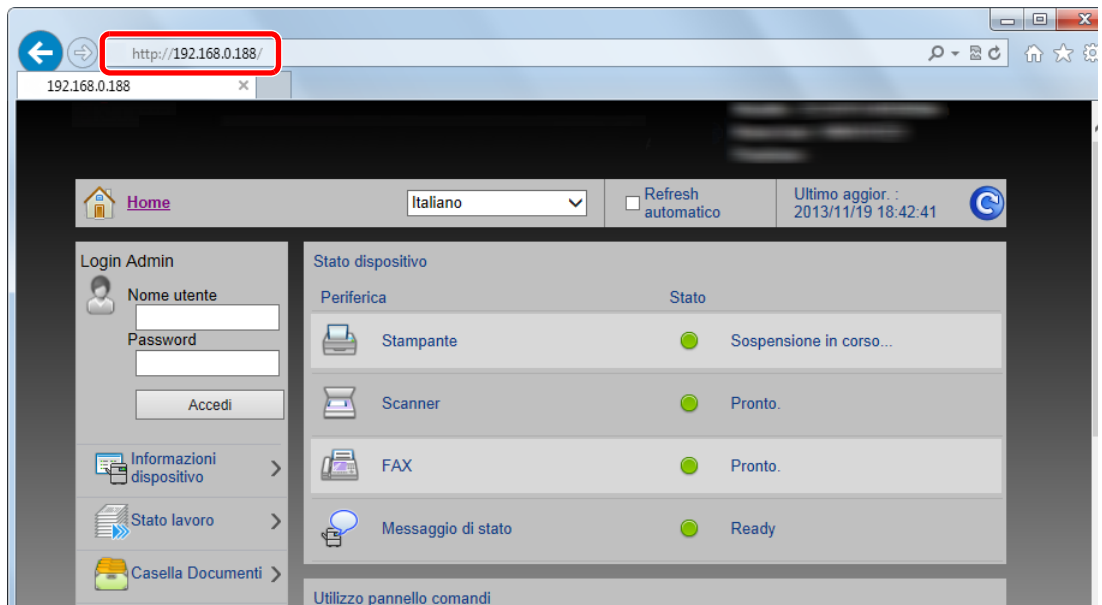 http://192.168.0.188/
192.168.0.188
Home
Italiano
Refresh
automatico
Ultimo aggior. :
2013/11/19 18:42:41
Login Admin
Nome utente
Password
Accedi
Informazioni
dispositivo
Stato lavoro
Casella Documenti
Stato dispositivo
Periferica Stato
Stampante Sospensione in corso...
Scanner Pronto.
FAX Pronto.
Messaggio di stato Ready
Utilizzo pannello comandi